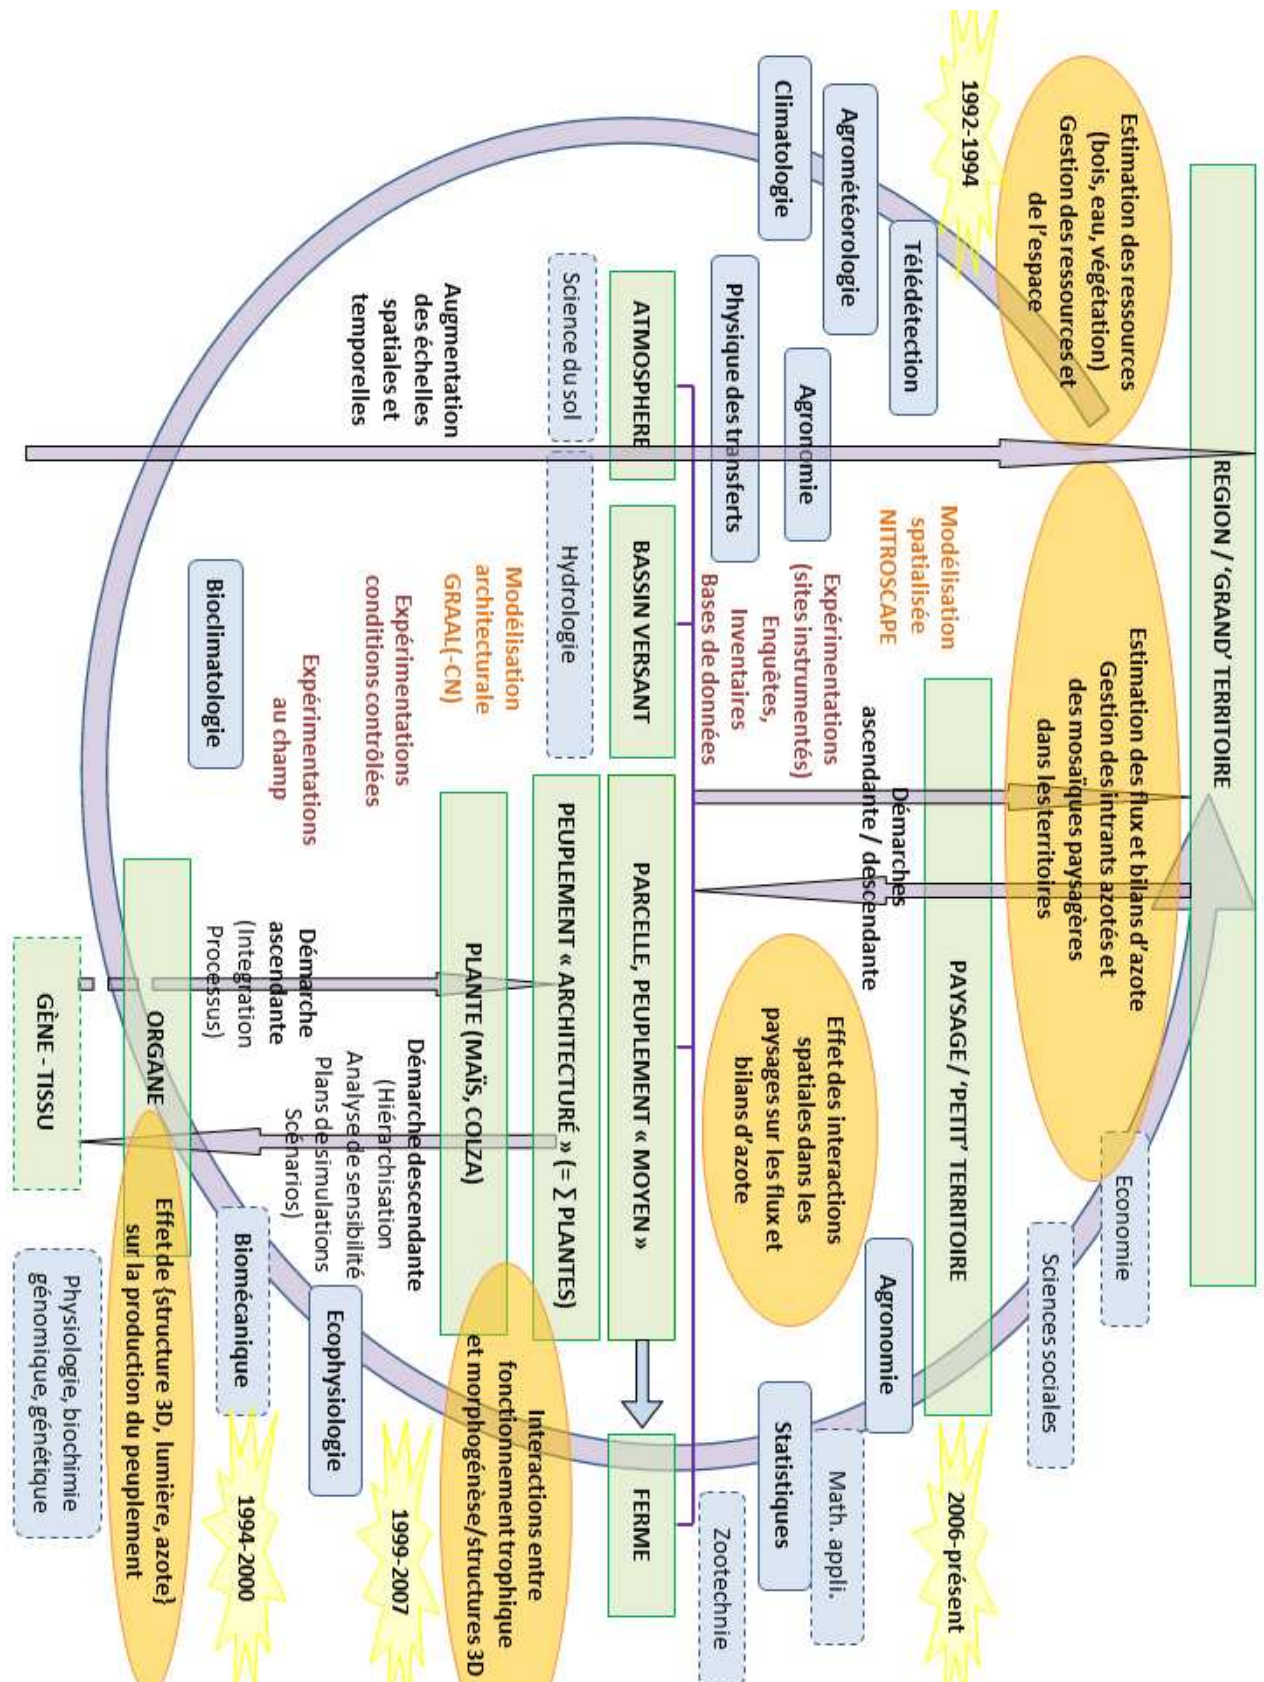 REGION / 'GRAND' TERRITOIRE
Estimation des ressources
(bois, eau, végétation)
Gestion des ressources et
de l'espace
1992-1994
Estimation des flux et bilans d'azote
Gestion des intrants azotés et
des mosaïques paysagères
dans les territoires
Economie
Sciences sociales
Télédétection
Agrométéorologie
Climatologie
Modélisation
spatialisée
NITROSCAPE
PAYSAGE / 'PETIT' TERRITOIRE
2006-présent
Démarches
ascendante / descendante
Agronomie
Agronomie
Physique des transferts
Expérimentations
(sites instrumentés)
Enquêtes,
Inventaires
Bases de données
Effet des interactions
spatiales dans les
paysages sur les flux et
bilans d'azote
Math. appli.
Statistiques
Zootechnie
ATMOSPHERE
BASSIN VERSANT
PARCELLE, PEUPLEMENT « MOYEN »
FERME
Science du sol
Hydrologie
PEUPLEMENT « ARCHITECTURÉ » (= ∑ PLANTES)
Modélisation
architecturale
GRAAL(-CN)
PLANTE (MAÏS, COLZA)
Interactions entre
fonctionnement trophique
et morphogénèse/structures 3D
Augmentation
des échelles
spatiales et
temporelles
Expérimentations
conditions contrôlées
Démarche descendante
(Hiérarchisation
Analyse de sensibilité
Plans de simulations
Scénarios)
1999-2007
Ecophysiologie
Expérimentations
au champ
Démarche
ascendante
(Integration
Processus)
Bioclimatologie
Biomécanique
1994-2000
ORGANE
Effet de {structure 3D, lumière, azote}
sur la production du peuplement
GÈNE - TISSU
Physiologie, biochimie
génomique, génétique